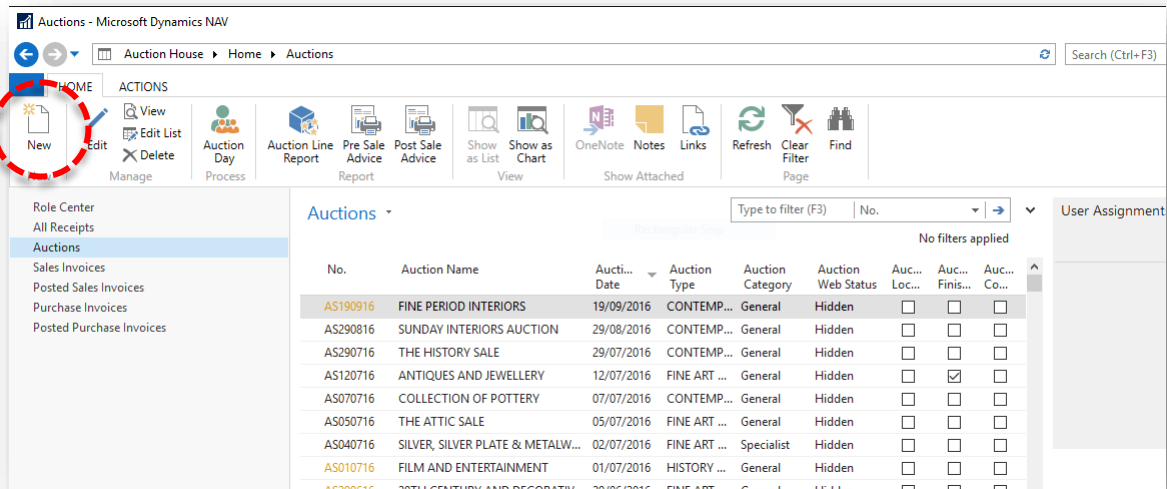 Auctions - Microsoft Dynamics NAV
Auction House ▸ Home ▸ Auctions
Search (Ctrl+F3)
HOME ACTIONS
New
Edit
View
Edit List
Delete
Manage
Auction Day
Process
Auction Line Report
Pre Sale Advice
Post Sale Advice
Report
Show as List
Show as Chart
View
OneNote
Notes
Links
Show Attached
Refresh
Clear Filter
Find
Page
Role Center
All Receipts
Auctions
Sales Invoices
Posted Sales Invoices
Purchase Invoices
Posted Purchase Invoices
Auctions
Type to filter (F3) No.
No filters applied
User Assignment
No. Auction Name Aucti... Date Auction Type Auction Category Auction Web Status Auc... Loc... Auc... Finis... Auc... Co...
AS190916 FINE PERIOD INTERIORS 19/09/2016 CONTEMP... General Hidden
AS290816 SUNDAY INTERIORS AUCTION 29/08/2016 CONTEMP... General Hidden
AS290716 THE HISTORY SALE 29/07/2016 CONTEMP... General Hidden
AS120716 ANTIQUES AND JEWELLERY 12/07/2016 FINE ART ... General Hidden
AS070716 COLLECTION OF POTTERY 07/07/2016 CONTEMP... General Hidden
AS050716 THE ATTIC SALE 05/07/2016 FINE ART ... General Hidden
AS040716 SILVER, SILVER PLATE & METALW... 02/07/2016 FINE ART ... Specialist Hidden
AS010716 FILM AND ENTERTAINMENT 01/07/2016 HISTORY ... General Hidden